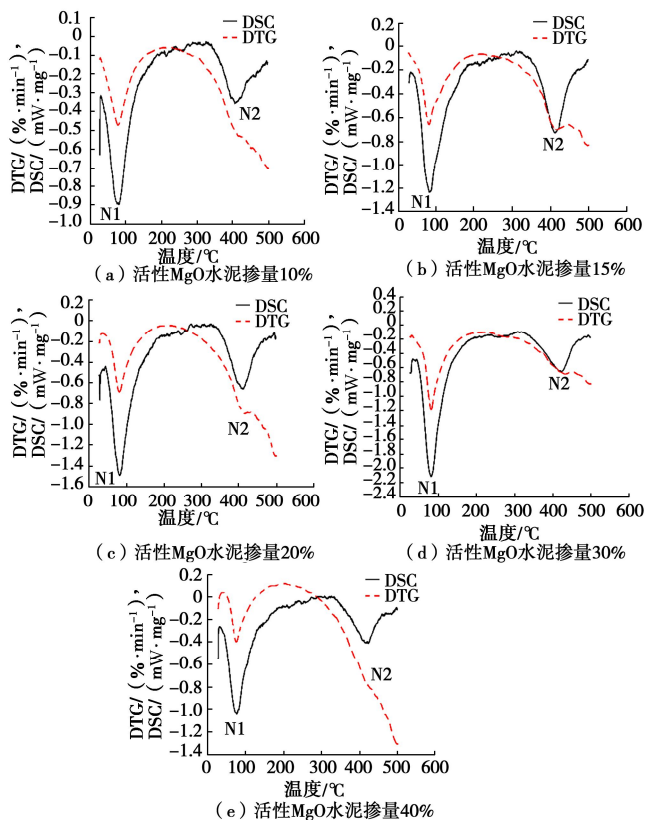 DTG/（%·min⁻¹），
DSC/（mW·mg⁻¹）
0.1
0
−0.1
−0.2
−0.3
−0.4
−0.5
−0.6
−0.7
−0.8
−0.9
−1.0
DSC
DTG
N1
N2
0 100 200 300 400 500 600
温度/℃
（a）活性MgO水泥掺量10%
DTG/（%·min⁻¹），
DSC/（mW·mg⁻¹）
0.2
0
−0.2
−0.4
−0.6
−0.8
−1.0
−1.2
−1.4
DSC
DTG
N1
N2
0 100 200 300 400 500 600
温度/℃
（b）活性MgO水泥掺量15%
DTG/（%·min⁻¹），
DSC/（mW·mg⁻¹）
0.2
0
−0.2
−0.4
−0.6
−0.8
−1.0
−1.2
−1.4
−1.6
DSC
DTG
N1
N2
0 100 200 300 400 500 600
温度/℃
（c）活性MgO水泥掺量20%
DTG/（%·min⁻¹），
DSC/（mW·mg⁻¹）
0.4
0.2
−0.2
−0.4
−0.6
−0.8
−1.0
−1.2
−1.4
−1.6
−1.8
−2.0
−2.2
−2.4
DSC
DTG
N1
N2
0 100 200 300 400 500 600
温度/℃
（d）活性MgO水泥掺量30%
DTG/（%·min⁻¹），
DSC/（mW·mg⁻¹）
0.2
0
−0.2
−0.4
−0.6
−0.8
−1.0
−1.2
−1.4
DSC
DTG
N1
N2
0 100 200 300 400 500 600
温度/℃
（e）活性MgO水泥掺量40%